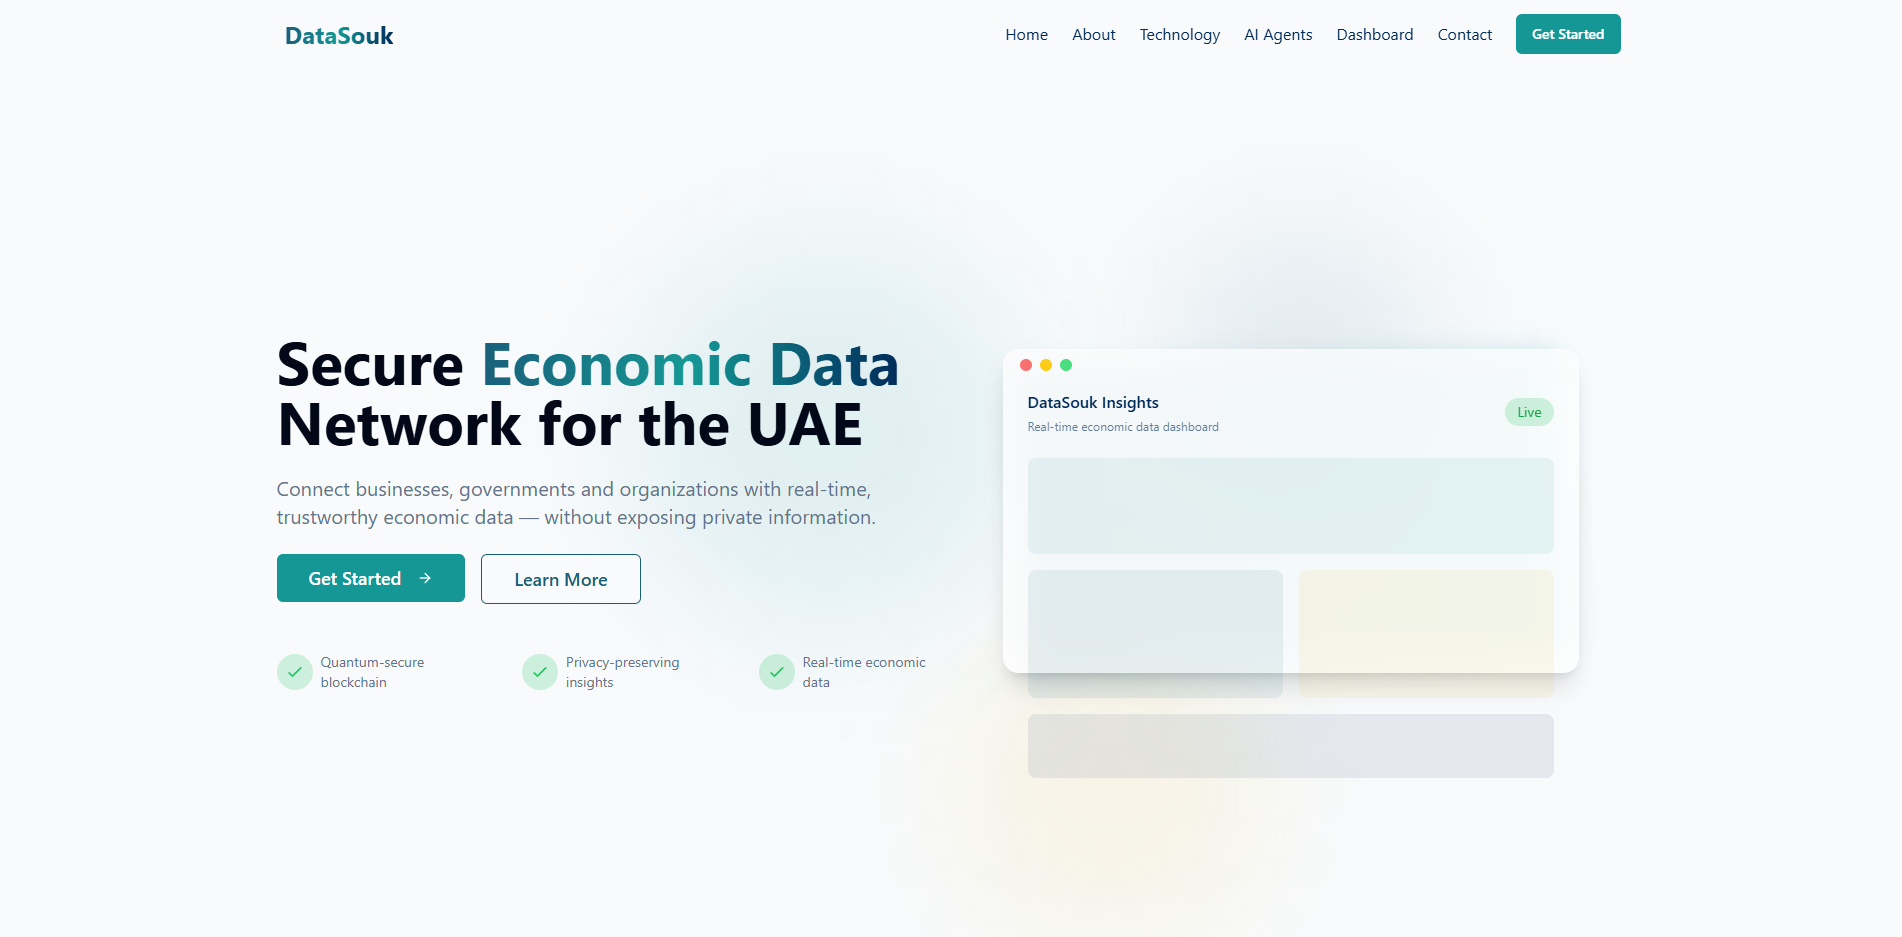 DataSouk
Home
About
Technology
AI Agents
Dashboard
Contact
Get Started
Secure Economic Data
Network for the UAE
Connect businesses, governments and organizations with real-time,
trustworthy economic data — without exposing private information.
Get Started
Learn More
Quantum-secure
blockchain
Privacy-preserving
insights
Real-time economic
data
DataSouk Insights
Real-time economic data dashboard
Live